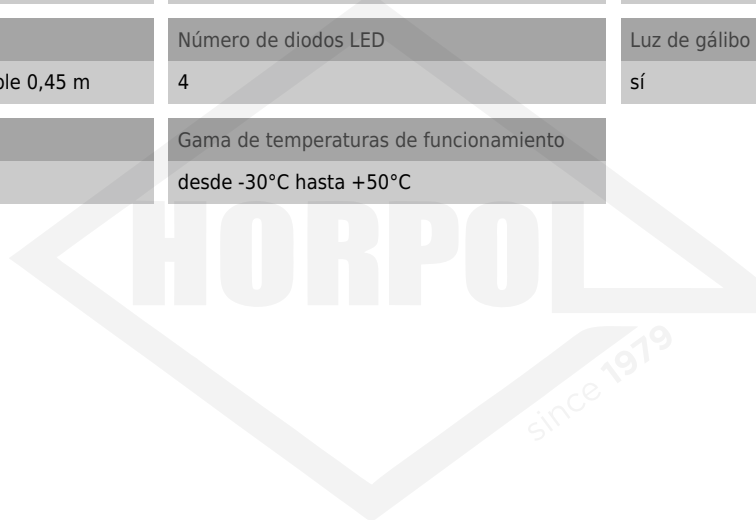 Número de diodos LED
Luz de gálibo
ble 0,45 m
4
sí
Gama de temperaturas de funcionamiento
desde -30°C hasta +50°C
HORPOL
since 1979